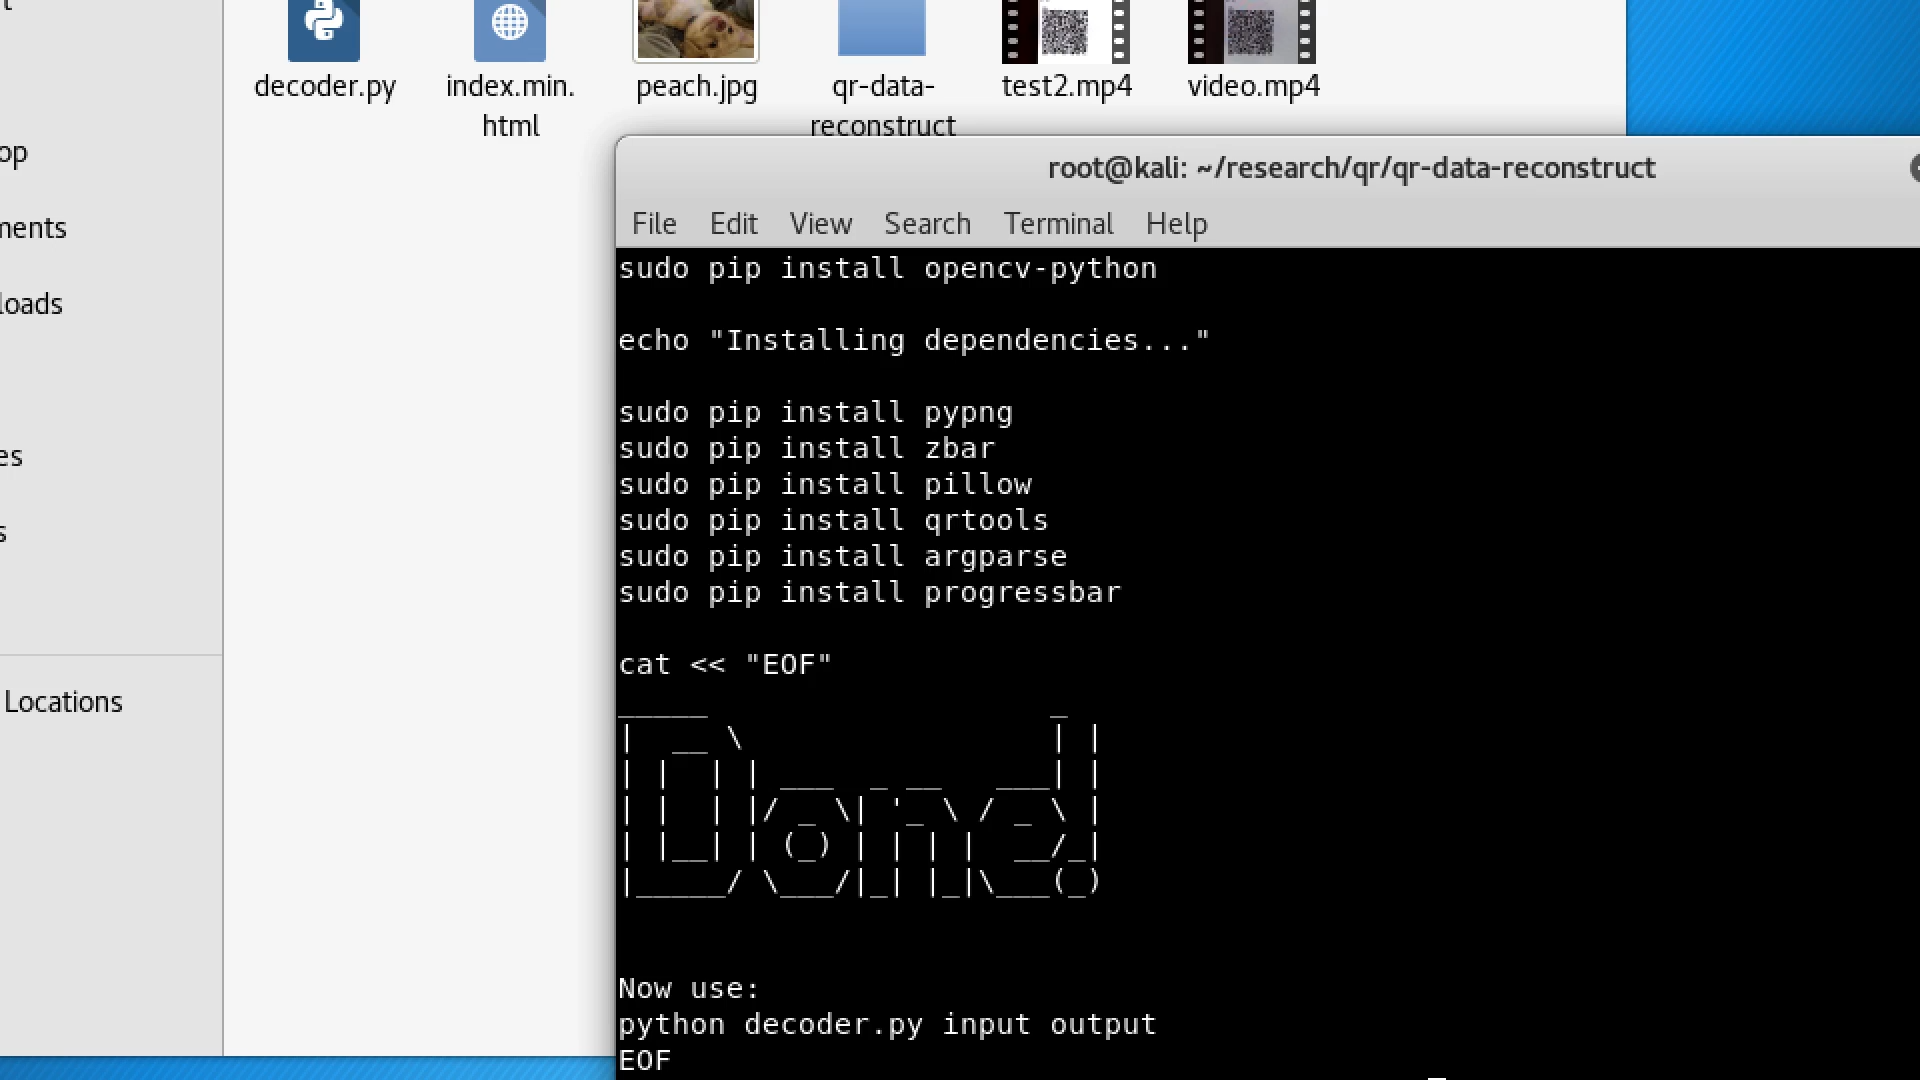 decoder.py
index.min.
html
peach.jpg
qr-data-
reconstruct
test2.mp4
video.mp4
op
ments
loads
es
s
Locations
root@kali: ~/research/qr/qr-data-reconstruct
File Edit View Search Terminal Help
sudo pip install opencv-python
echo "Installing dependencies..."
sudo pip install pypng
sudo pip install zbar
sudo pip install pillow
sudo pip install qrtools
sudo pip install argparse
sudo pip install progressbar
cat << "EOF"
Done!
Now use:
python decoder.py input output
EOF